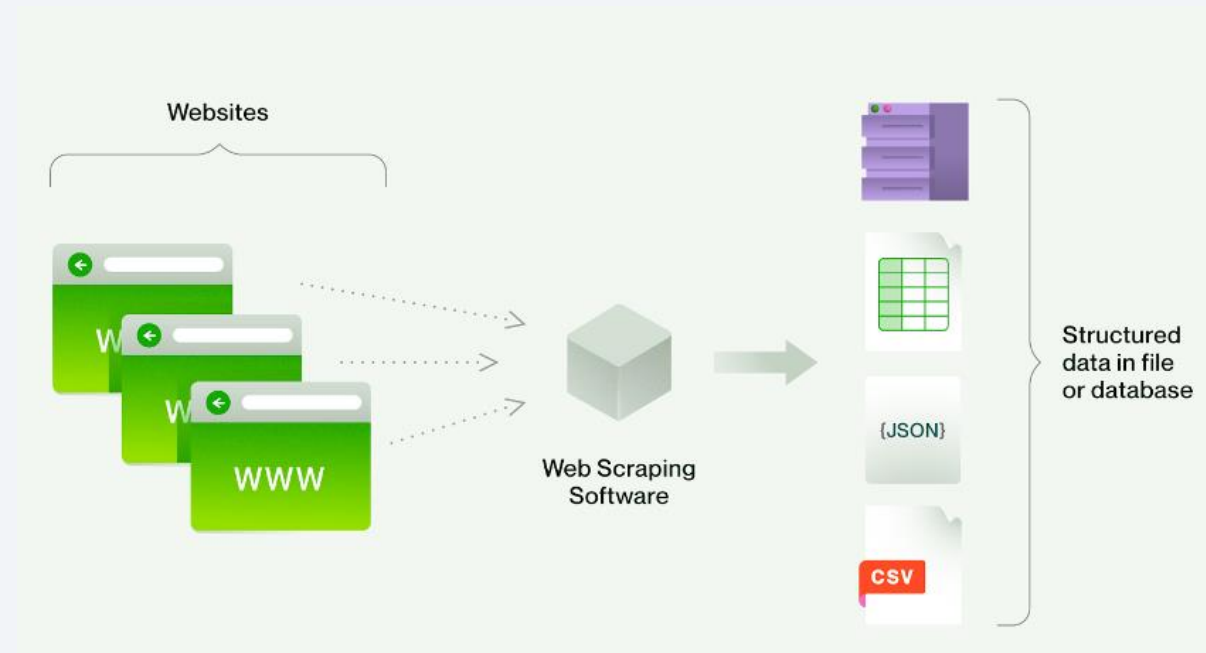 Websites
W
W
WWW
Web Scraping
Software
{JSON}
CSV
Structured
data in file
or database